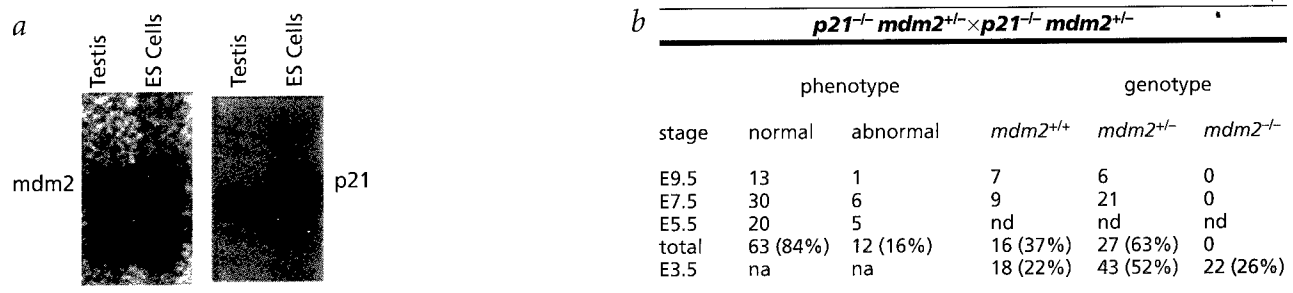 a
Testis
ES Cells
Testis
ES Cells
mdm2
p21
b
p21–/– mdm2+/– × p21–/– mdm2+/–
phenotype genotype
stage normal abnormal mdm2+/+ mdm2+/– mdm2–/–
E9.5 13 1 7 6 0
E7.5 30 6 9 21 0
E5.5 20 5 nd nd nd
total 63 (84%) 12 (16%) 16 (37%) 27 (63%) 0
E3.5 na na 18 (22%) 43 (52%) 22 (26%)